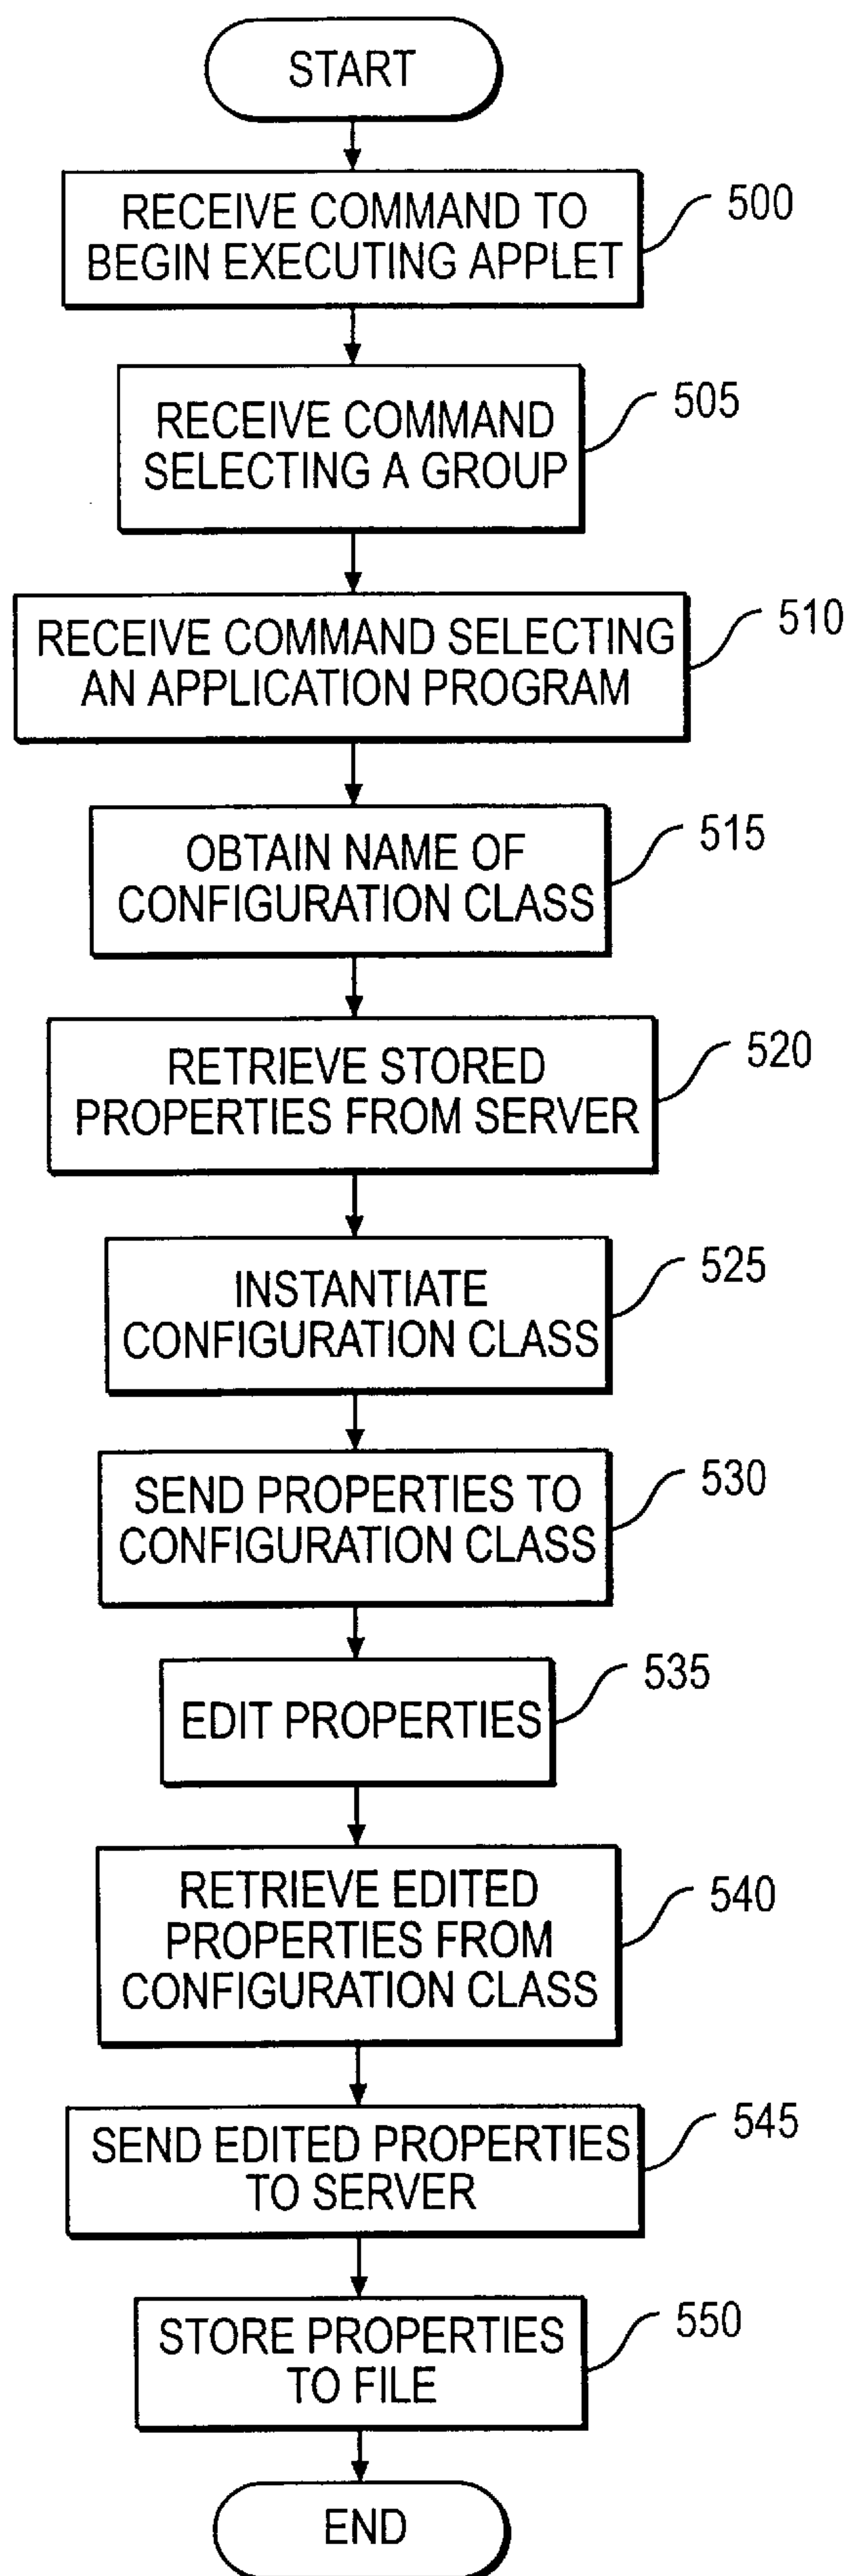 START
RECEIVE COMMAND TO
BEGIN EXECUTING APPLET
500
RECEIVE COMMAND
SELECTING A GROUP
505
RECEIVE COMMAND SELECTING
AN APPLICATION PROGRAM
510
OBTAIN NAME OF
CONFIGURATION CLASS
515
RETRIEVE STORED
PROPERTIES FROM SERVER
520
INSTANTIATE
CONFIGURATION CLASS
525
SEND PROPERTIES TO
CONFIGURATION CLASS
530
EDIT PROPERTIES
535
RETRIEVE EDITED
PROPERTIES FROM
CONFIGURATION CLASS
540
SEND EDITED PROPERTIES
TO SERVER
545
STORE PROPERTIES
TO FILE
550
END